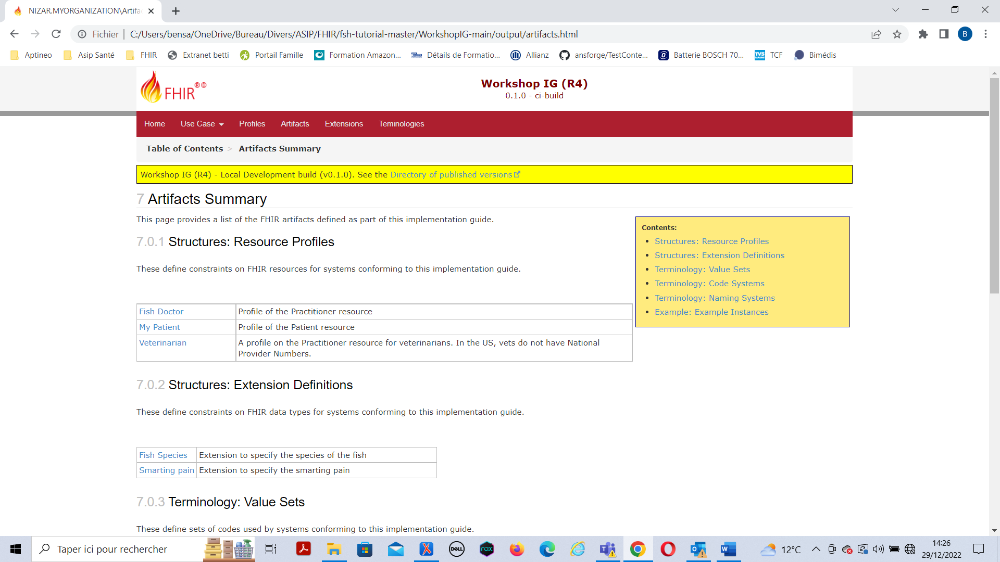 NIZAR.MYORGANIZATION\Artifa
Fichier
C:/Users/bensa/OneDrive/Bureau/Divers/ASIP/FHIR/fsh-tutorial-master/WorkshopIG-main/output/artifacts.html
B
Aptineo
Asip Santé
FHIR
Extranet betti
Portail Famille
Formation Amazon...
Détails de Formatio...
Allianz
ansforge/TestConte...
Batterie BOSCH 70...
TCF
Bimédis
FHIR®©
Workshop IG (R4)
0.1.0 - ci-build
Home
Use Case
Profiles
Artifacts
Extensions
Teminologies
Table of Contents > Artifacts Summary
Workshop IG (R4) - Local Development build (v0.1.0). See the Directory of published versions
7 Artifacts Summary
This page provides a list of the FHIR artifacts defined as part of this implementation guide.
Contents:
Structures: Resource Profiles
Structures: Extension Definitions
Terminology: Value Sets
Terminology: Code Systems
Terminology: Naming Systems
Example: Example Instances
7.0.1 Structures: Resource Profiles
These define constraints on FHIR resources for systems conforming to this implementation guide.
Fish Doctor Profile of the Practitioner resource
My Patient Profile of the Patient resource
Veterinarian A profile on the Practitioner resource for veterinarians. In the US, vets do not have National
Provider Numbers.
7.0.2 Structures: Extension Definitions
These define constraints on FHIR data types for systems conforming to this implementation guide.
Fish Species Extension to specify the species of the fish
Smarting pain Extension to specify the smarting pain
7.0.3 Terminology: Value Sets
These define sets of codes used by systems conforming to this implementation guide.
Taper ici pour rechercher
DELL
nox
12°C
14:26
29/12/2022